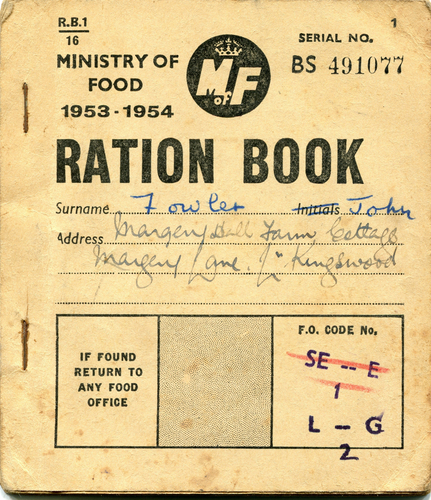 R.B.1
16
1
MINISTRY OF
FOOD
1953-1954
M of F
SERIAL NO.
BS 491077
RATION BOOK
Surname Fowler Initials John
Address Margery Hall Farm Cottage
Margery Lane. L. Kingswood
IF FOUND
RETURN TO
ANY FOOD
OFFICE
F.O. CODE No.
SE -- E
1
L -- G
2